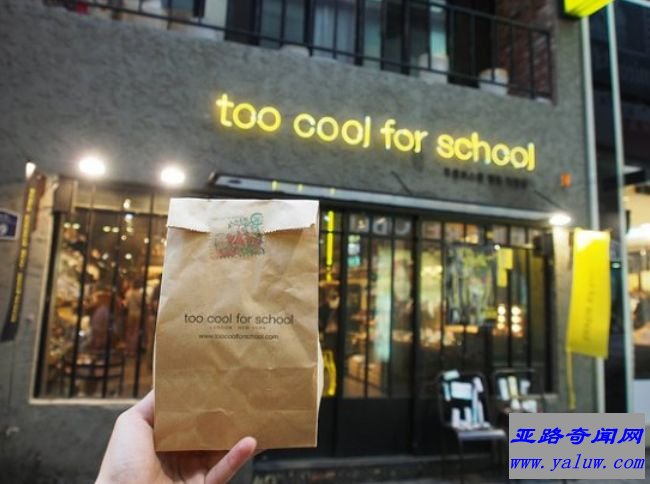 too cool for school
too cool for school
LONDON · NEW YORK
www.toocoolforschool.com
亚路奇闻网
www.yaluw.com